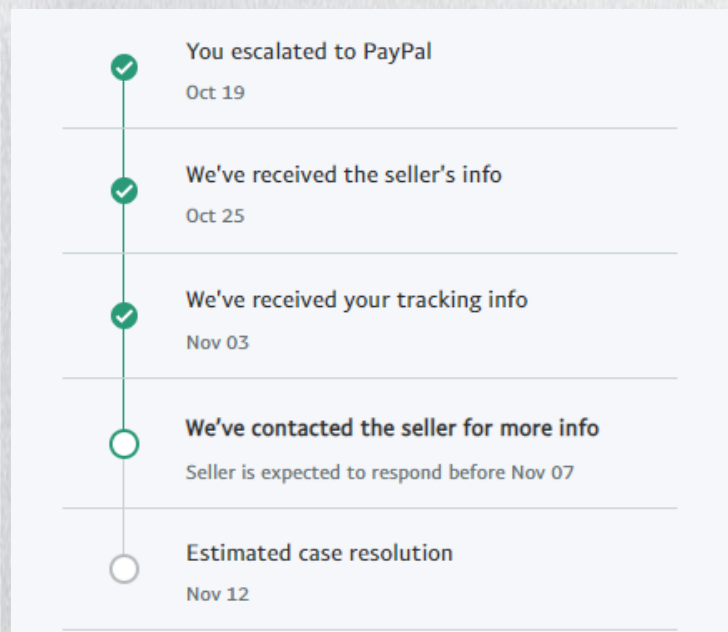 You escalated to PayPal
Oct 19
We've received the seller's info
Oct 25
We've received your tracking info
Nov 03
We've contacted the seller for more info
Seller is expected to respond before Nov 07
Estimated case resolution
Nov 12